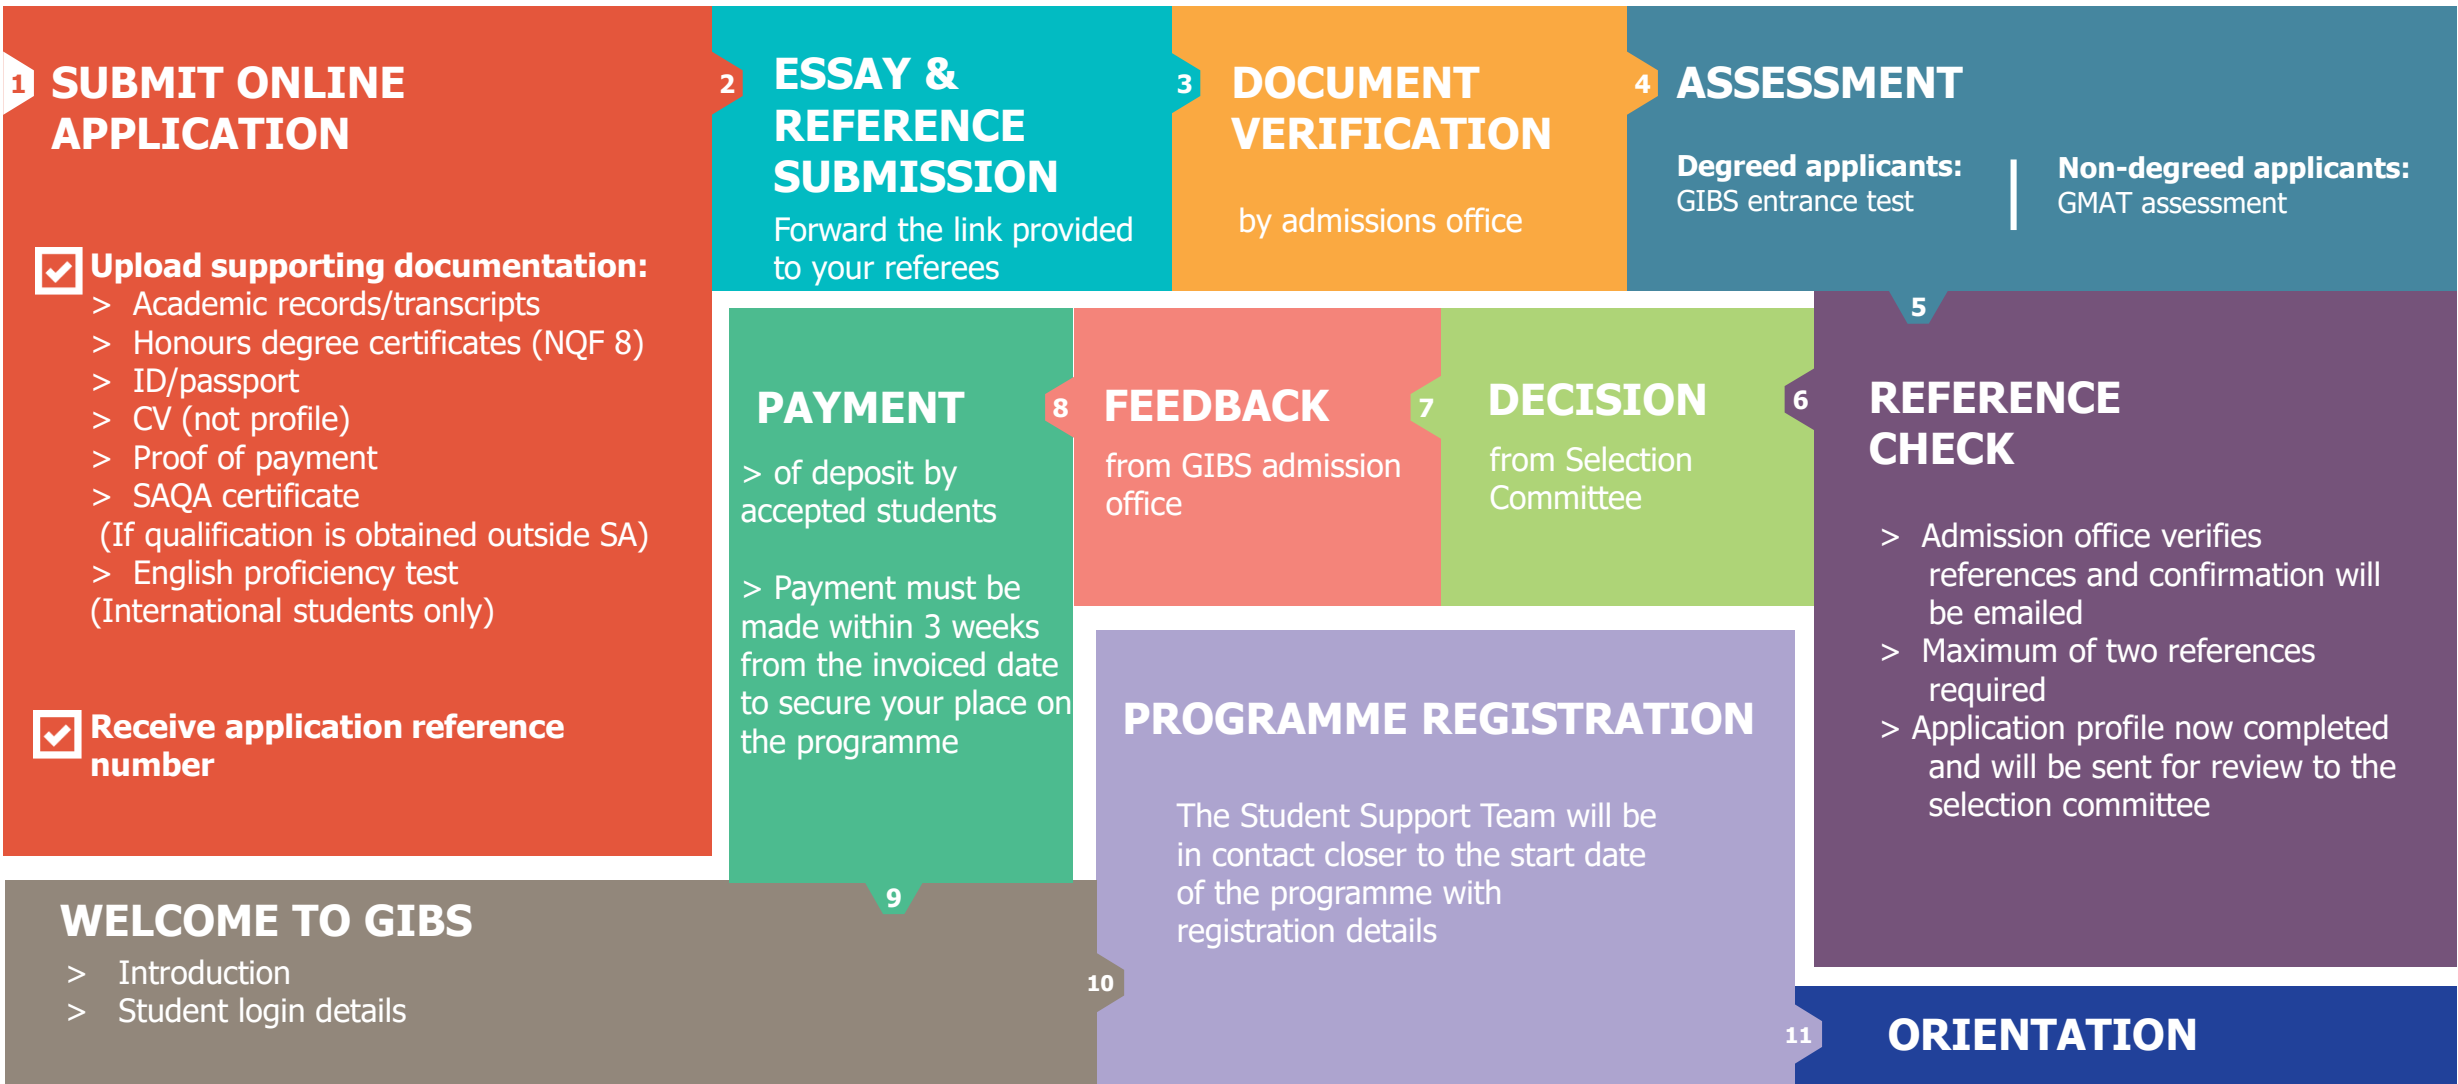 1
SUBMIT ONLINE
APPLICATION
Upload supporting documentation:
> Academic records/transcripts
> Honours degree certificates (NQF 8)
> ID/passport
> CV (not profile)
> Proof of payment
> SAQA certificate
(If qualification is obtained outside SA)
> English proficiency test
(International students only)
Receive application reference
number
2
ESSAY &
REFERENCE
SUBMISSION
Forward the link provided
to your referees
3
DOCUMENT
VERIFICATION
by admissions office
4
ASSESSMENT
Degreed applicants:
GIBS entrance test
Non-degreed applicants:
GMAT assessment
5
REFERENCE
CHECK
> Admission office verifies
references and confirmation will
be emailed
> Maximum of two references
required
> Application profile now completed
and will be sent for review to the
selection committee
6
DECISION
from Selection
Committee
7
FEEDBACK
from GIBS admission
office
8
PAYMENT
> of deposit by
accepted students
> Payment must be
made within 3 weeks
from the invoiced date
to secure your place on
the programme
9
WELCOME TO GIBS
> Introduction
> Student login details
10
PROGRAMME REGISTRATION
The Student Support Team will be
in contact closer to the start date
of the programme with
registration details
11
ORIENTATION